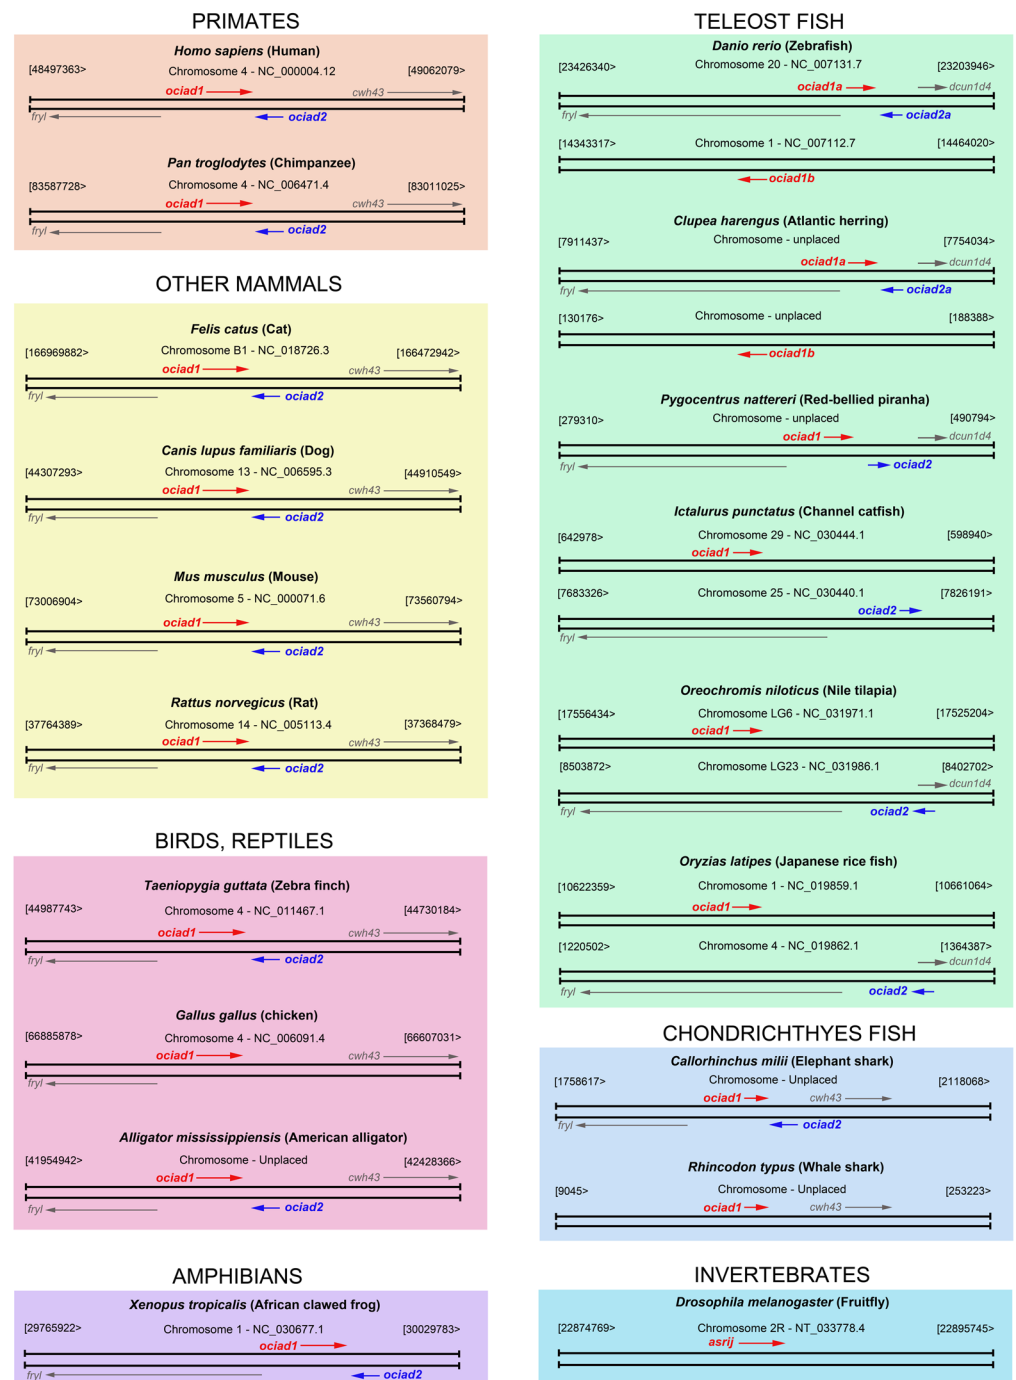 PRIMATES
Homo sapiens (Human)
[48497363> Chromosome 4 - NC_000004.12 [49062079>
ociad1 cwh43
fryl ociad2
Pan troglodytes (Chimpanzee)
[83587728> Chromosome 4 - NC_006471.4 [83011025>
ociad1 cwh43
fryl ociad2
OTHER MAMMALS
Felis catus (Cat)
[166969882> Chromosome B1 - NC_018726.3 [166472942>
ociad1 cwh43
fryl ociad2
Canis lupus familiaris (Dog)
[44307293> Chromosome 13 - NC_006595.3 [44910549>
ociad1 cwh43
fryl ociad2
Mus musculus (Mouse)
[73006904> Chromosome 5 - NC_000071.6 [73560794>
ociad1 cwh43
fryl ociad2
Rattus norvegicus (Rat)
[37764389> Chromosome 14 - NC_005113.4 [37368479>
ociad1 cwh43
fryl ociad2
BIRDS, REPTILES
Taeniopygia guttata (Zebra finch)
[44987743> Chromosome 4 - NC_011467.1 [44730184>
ociad1 cwh43
fryl ociad2
Gallus gallus (chicken)
[66885878> Chromosome 4 - NC_006091.4 [66607031>
ociad1 cwh43
fryl
Alligator mississippiensis (American alligator)
[41954942> Chromosome - Unplaced [42428366>
ociad1 cwh43
fryl ociad2
AMPHIBIANS
Xenopus tropicalis (African clawed frog)
[29765922> Chromosome 1 - NC_030677.1 [30029783>
ociad1
fryl ociad2
TELEOST FISH
Danio rerio (Zebrafish)
[23426340> Chromosome 20 - NC_007131.7 [23203946>
ociad1a dcun1d4
fryl ociad2a
[14343317> Chromosome 1 - NC_007112.7 [14464020>
ociad1b
Clupea harengus (Atlantic herring)
[7911437> Chromosome - unplaced [7754034>
ociad1a dcun1d4
fryl ociad2a
[130176> Chromosome - unplaced [188388>
ociad1b
Pygocentrus nattereri (Red-bellied piranha)
[279310> Chromosome - unplaced [490794>
ociad1 dcun1d4
fryl ociad2
Ictalurus punctatus (Channel catfish)
[642978> Chromosome 29 - NC_030444.1 [598940>
ociad1
[7683326> Chromosome 25 - NC_030440.1 [7826191>
ociad2
fryl
Oreochromis niloticus (Nile tilapia)
[17556434> Chromosome LG6 - NC_031971.1 [17525204>
ociad1
[8503872> Chromosome LG23 - NC_031986.1 [8402702>
dcun1d4
fryl ociad2
Oryzias latipes (Japanese rice fish)
[10622359> Chromosome 1 - NC_019859.1 [10661064>
ociad1
[1220502> Chromosome 4 - NC_019862.1 [1364387>
dcun1d4
fryl ociad2
CHONDRICHTHYES FISH
Callorhinchus milii (Elephant shark)
[1758617> Chromosome - Unplaced [2118068>
ociad1 cwh43
fryl ociad2
Rhincodon typus (Whale shark)
[9045> Chromosome - Unplaced [253223>
ociad1 cwh43
INVERTEBRATES
Drosophila melanogaster (Fruitfly)
[22874769> Chromosome 2R - NT_033778.4 [22895745>
asrij